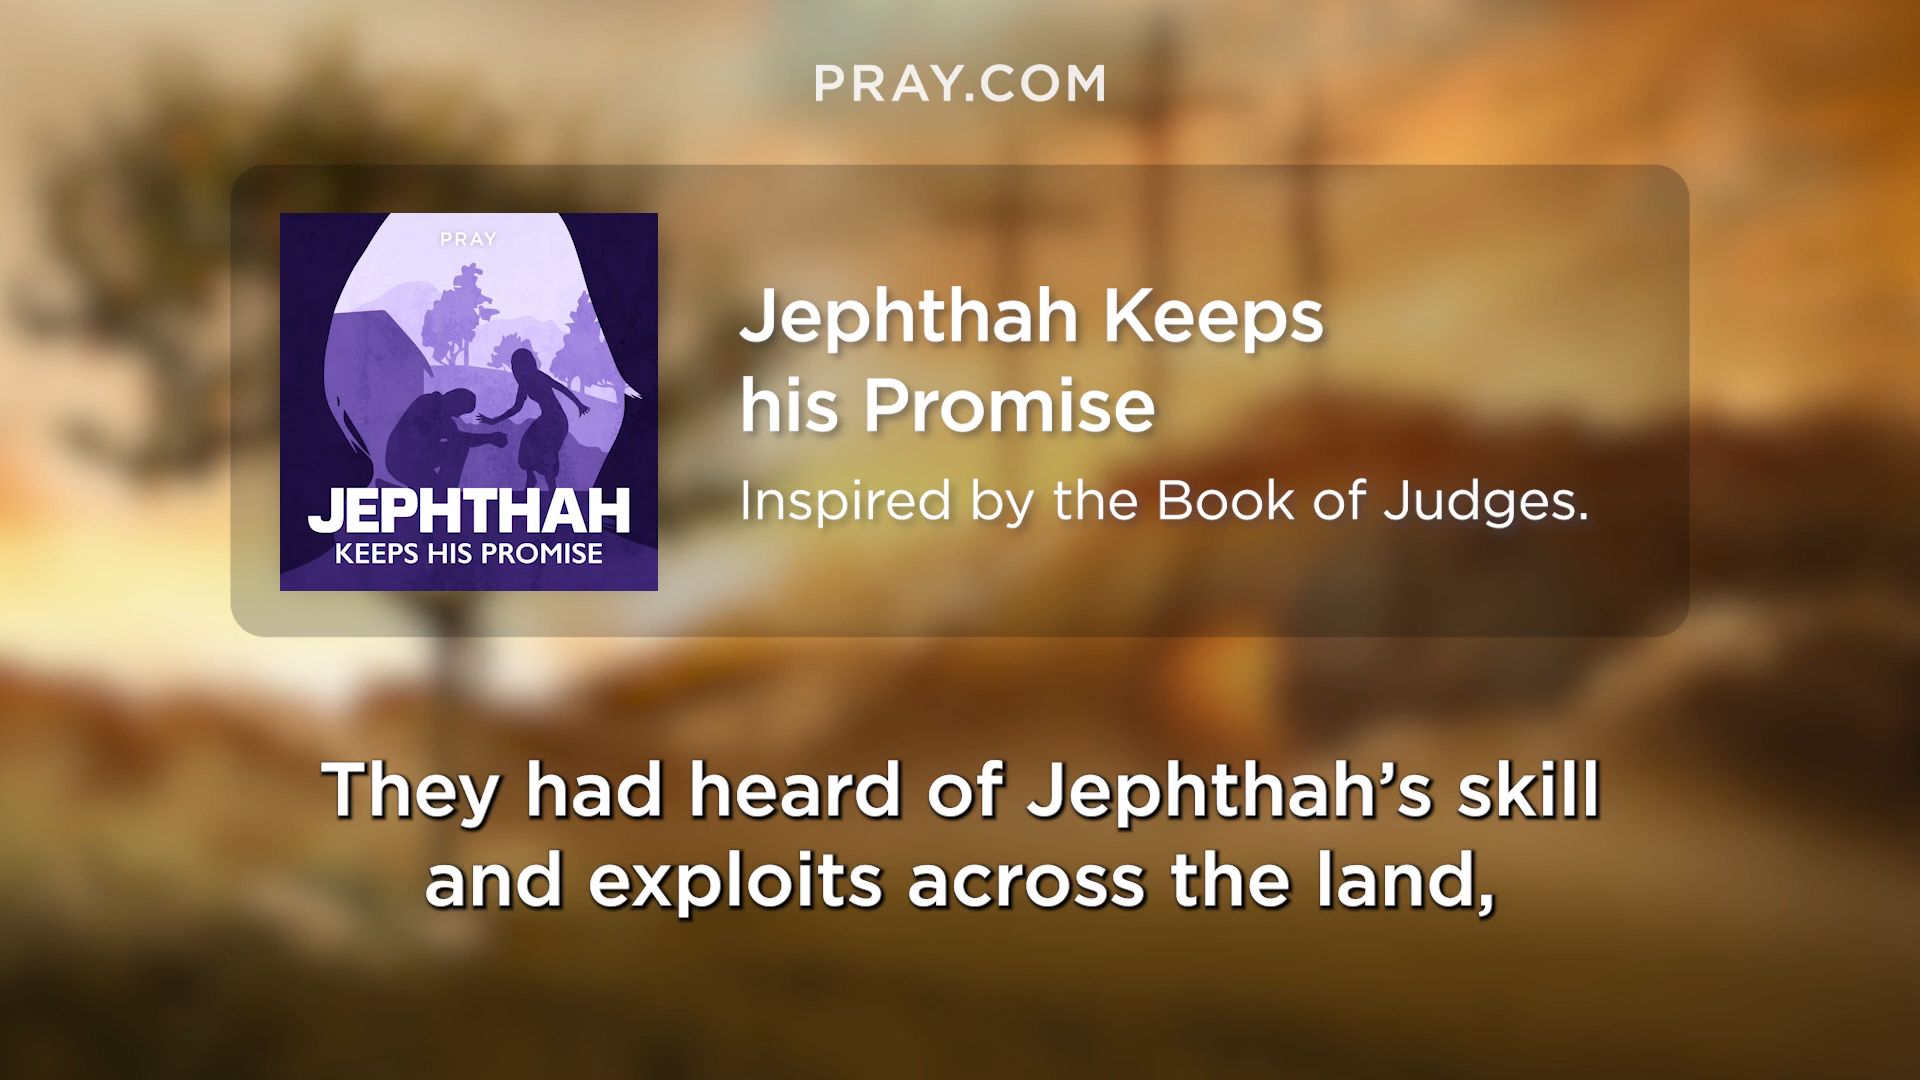 PRAY.COM
PRAY
JEPHTHAH
KEEPS HIS PROMISE
Jephthah Keeps
his Promise
Inspired by the Book of Judges.
They had heard of Jephthah’s skill
and exploits across the land,